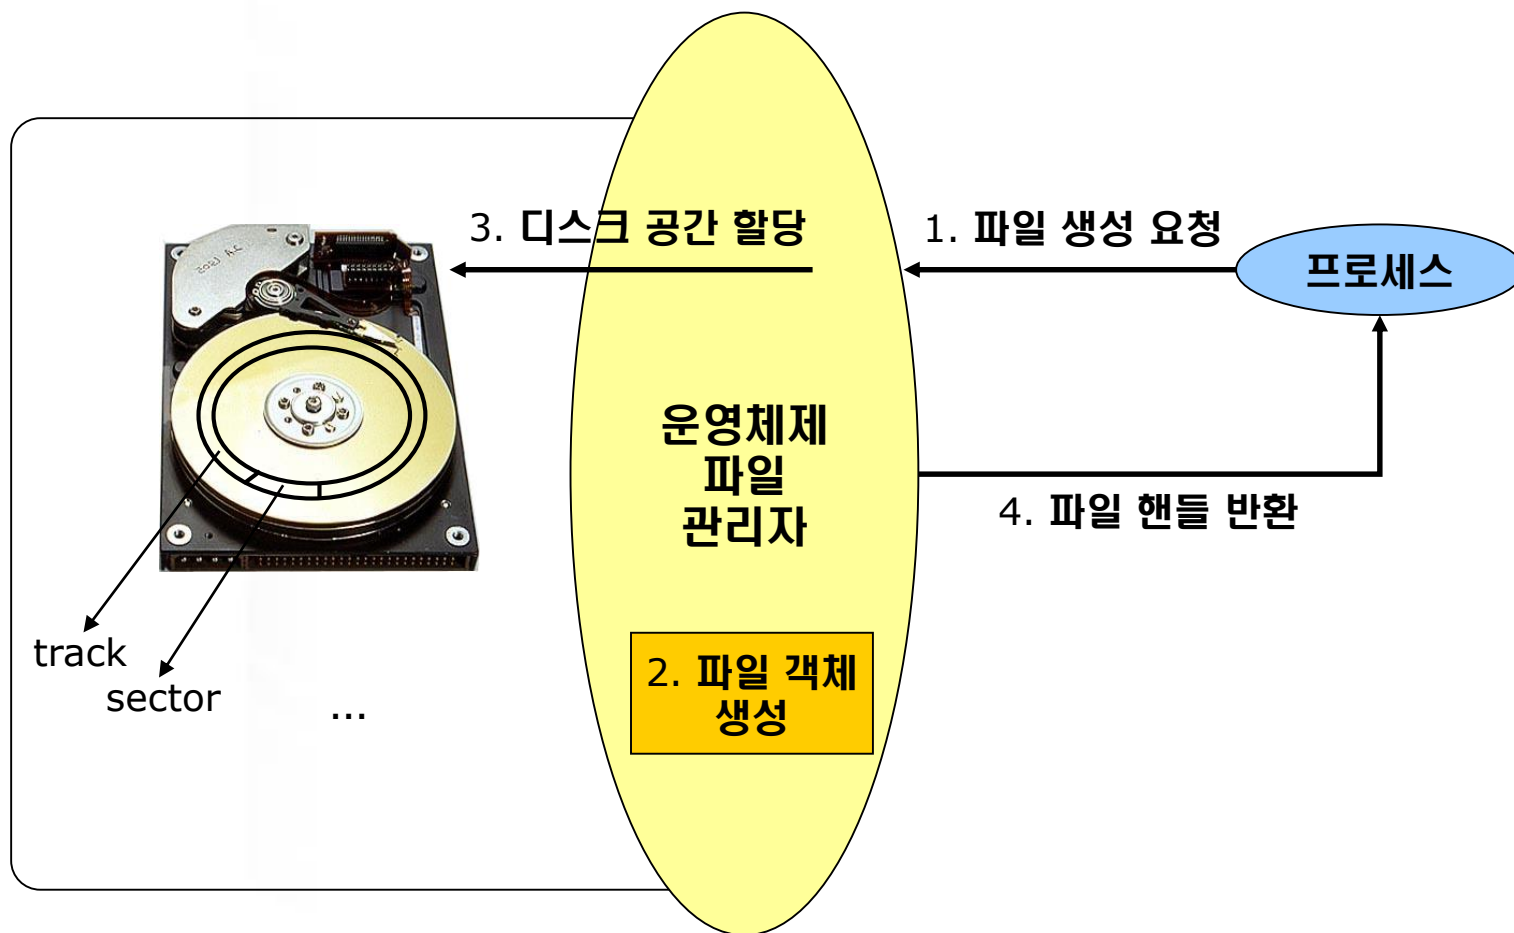 3. 디스크 공간 할당
1. 파일 생성 요청
프로세스
운영체제
파일
관리자
4. 파일 핸들 반환
2. 파일 객체
생성
track
sector
...